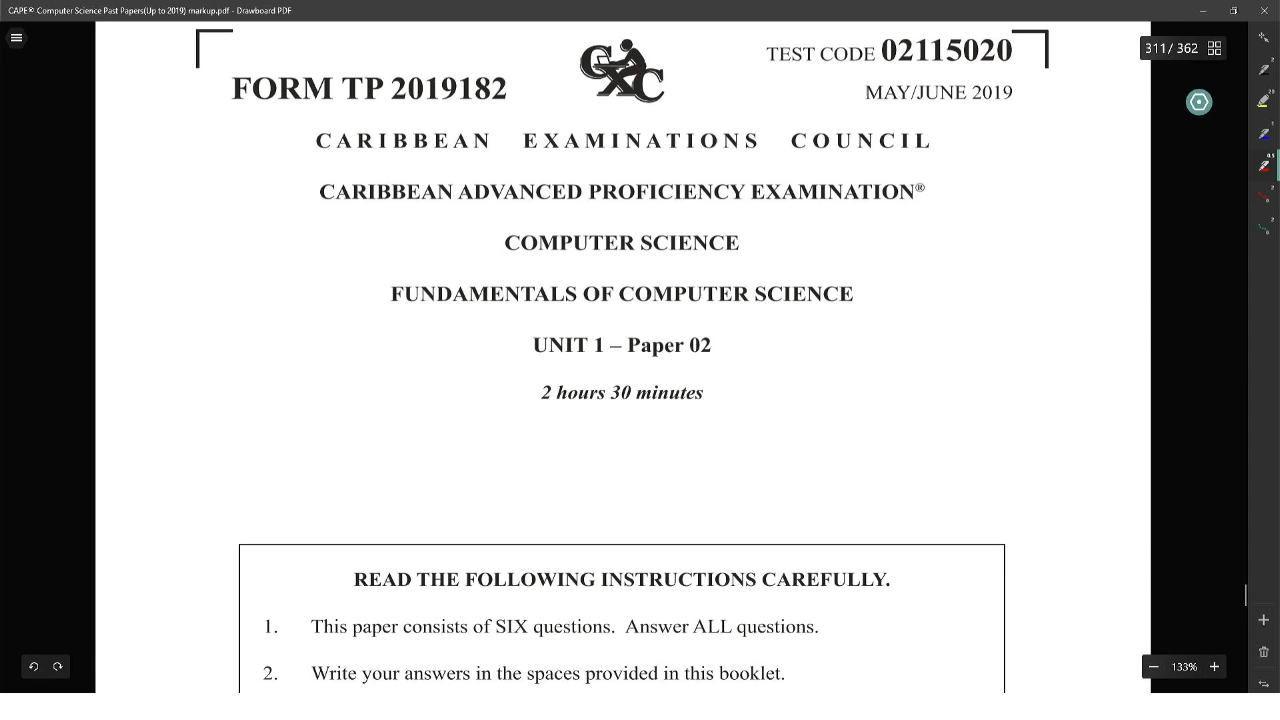 CAPE® Computer Science Past Papers(Up to 2019) markup.pdf - Drawboard PDF
311 / 362
TEST CODE 02115020
FORM TP 2019182
CXC
MAY/JUNE 2019
CARIBBEAN EXAMINATIONS COUNCIL
CARIBBEAN ADVANCED PROFICIENCY EXAMINATION®
COMPUTER SCIENCE
FUNDAMENTALS OF COMPUTER SCIENCE
UNIT 1 – Paper 02
2 hours 30 minutes
READ THE FOLLOWING INSTRUCTIONS CAREFULLY.
1. This paper consists of SIX questions. Answer ALL questions.
2. Write your answers in the spaces provided in this booklet.
133%